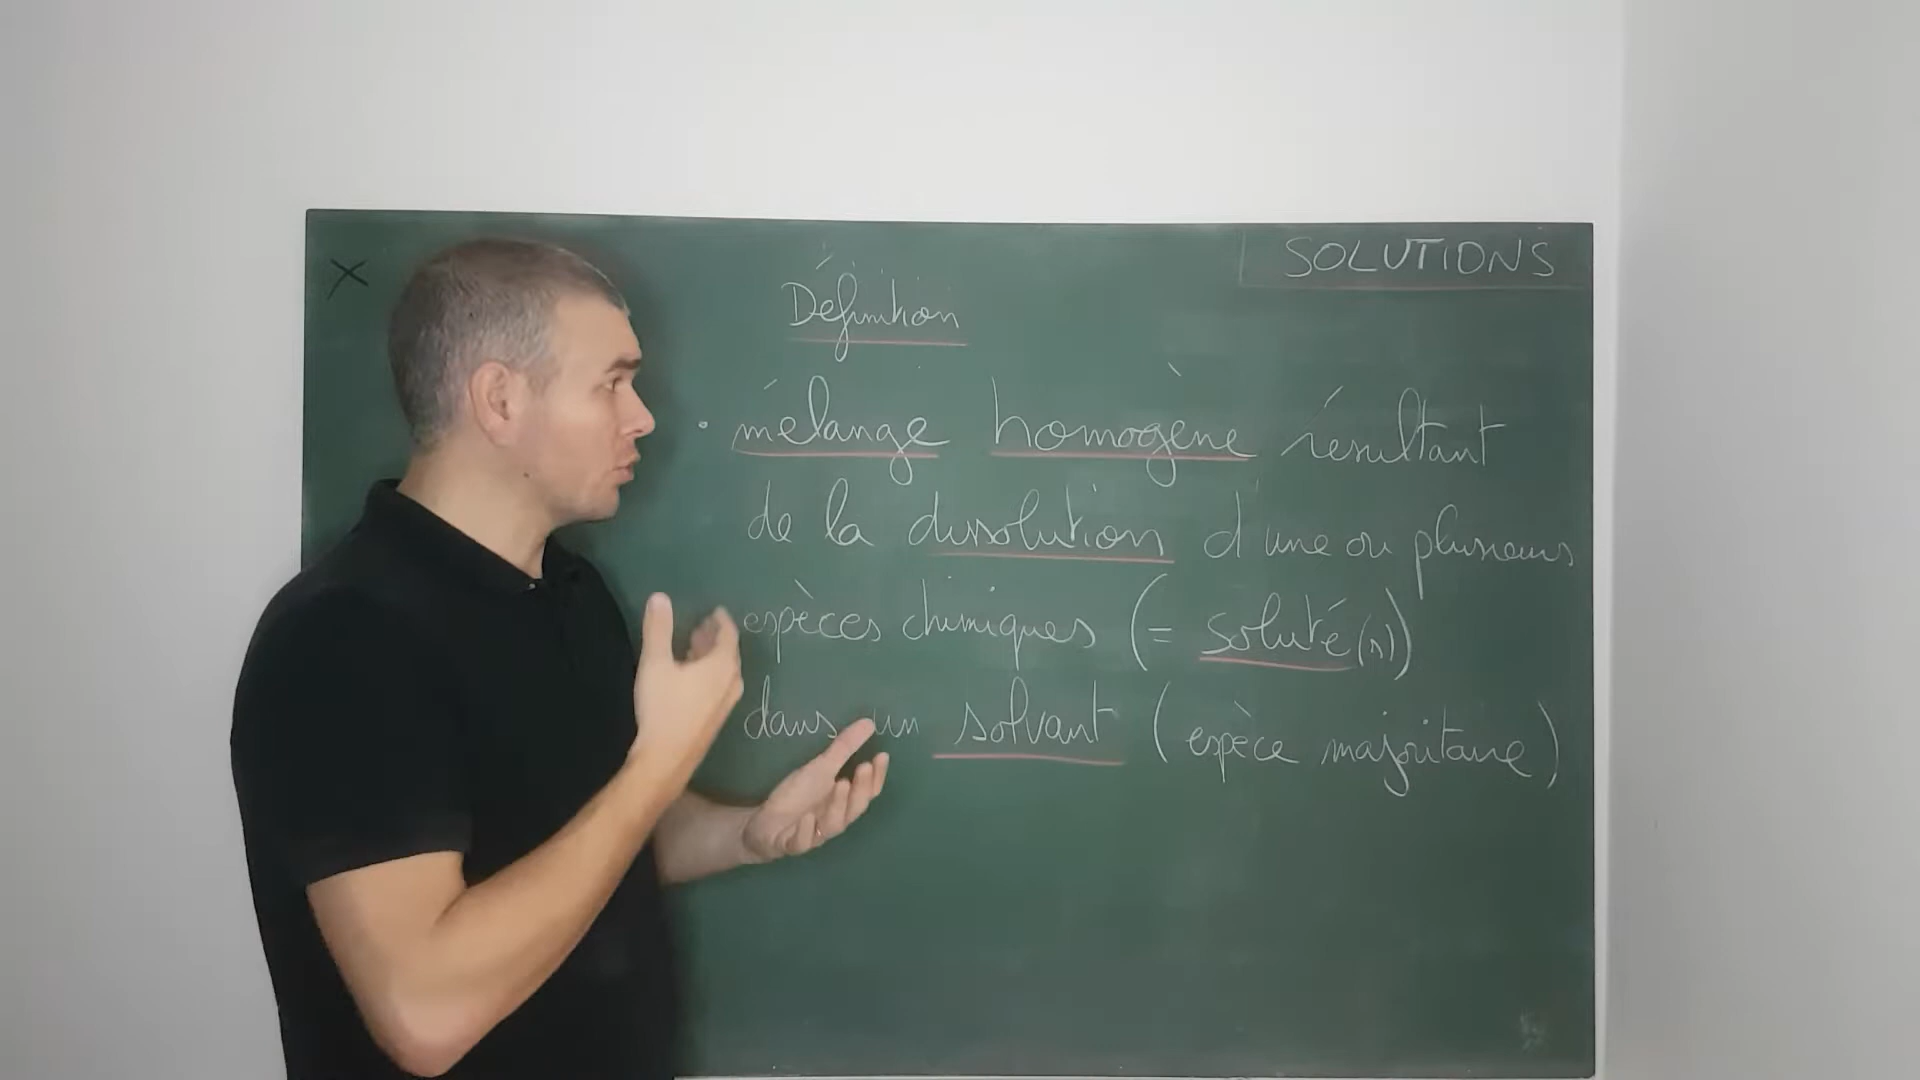 SOLUTIONS
Définition
• mélange homogène résultant
de la dissolution d'une ou plusieurs
espèces chimiques (= soluté(s))
dans un solvant (espèce majoritaire)